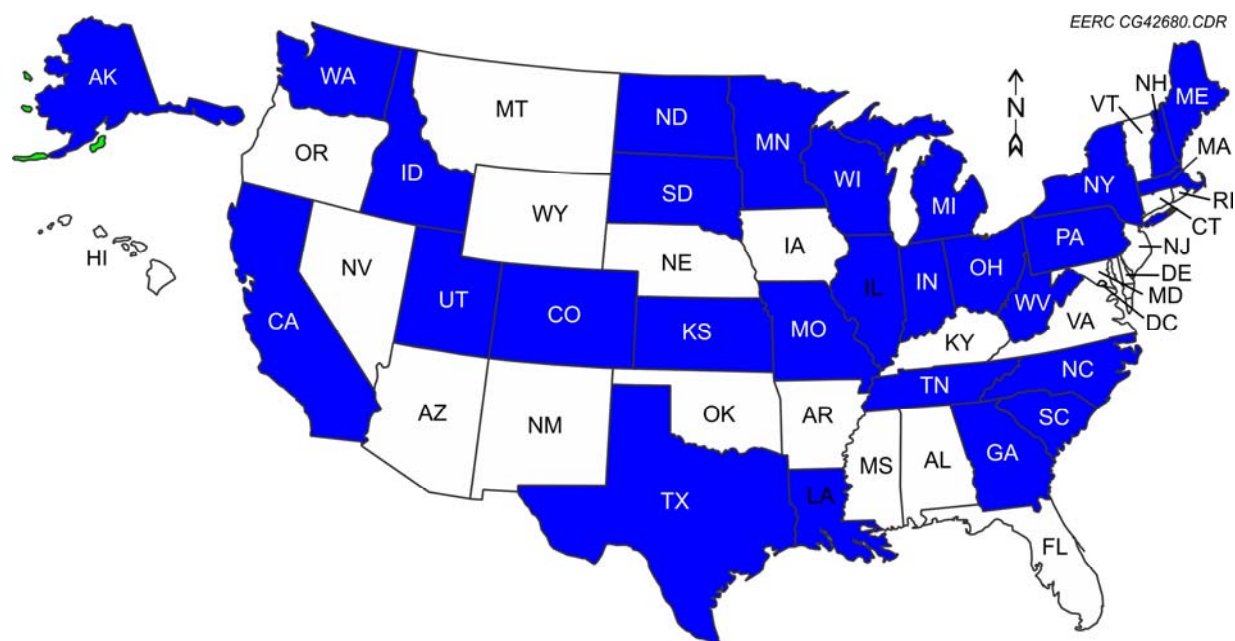 EERC CG42680.CDR
AK
WA
MT
ND
MN
VT
NH
ME
N
OR
ID
SD
WI
MI
NY
MA
RI
CT
WY
HI
NV
UT
CO
NE
IA
IL
IN
OH
PA
NJ
DE
MD
DC
WV
VA
CA
KS
MO
KY
NC
TN
AZ
NM
OK
AR
SC
MS
AL
GA
TX
LA
FL